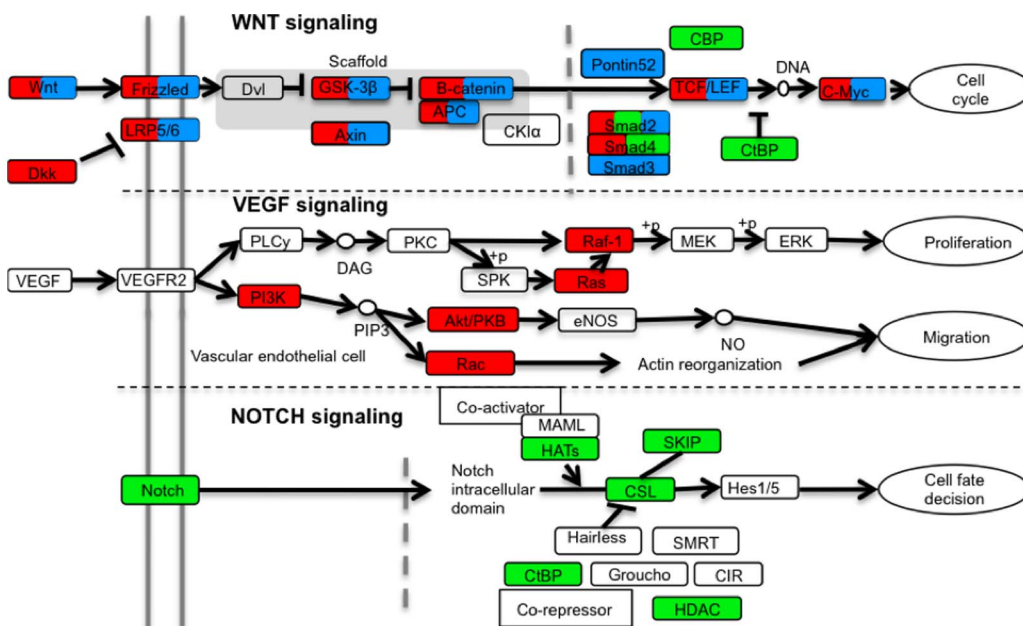 WNT signaling
CBP
Scaffold
Pontin52
DNA
Wnt
Frizzled
Dvl
GSK-3β
B-catenin
TCF/LEF
C-Myc
Cell
cycle
APC
LRP5/6
Axin
CKIα
Smad2
Smad4
Smad3
CtBP
Dkk
VEGF signaling
PLCy
DAG
PKC
+p
SPK
Raf-1
Ras
+p
MEK
+p
ERK
Proliferation
VEGF
VEGFR2
PI3K
PIP3
Akt/PKB
eNOS
NO
Migration
Vascular endothelial cell
Rac
Actin reorganization
NOTCH signaling
Co-activator
MAML
HATs
SKIP
Notch
Notch
intracellular
domain
CSL
Hes1/5
Cell fate
decision
Hairless
SMRT
CtBP
Groucho
CIR
Co-repressor
HDAC